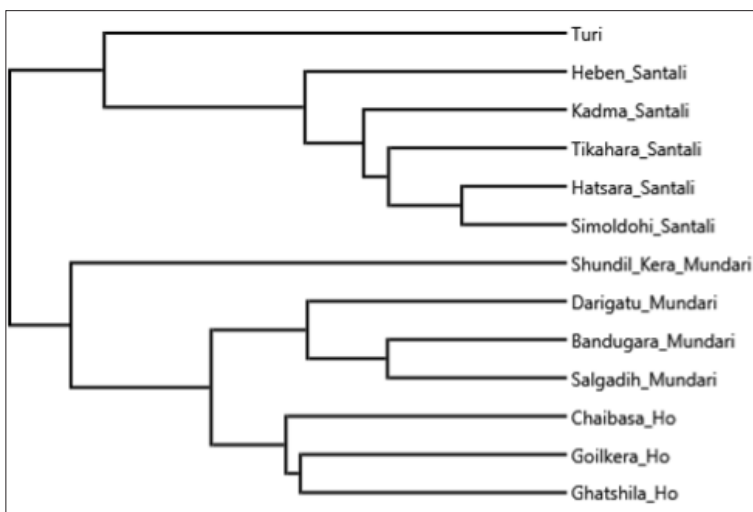 Turi
Heben_Santali
Kadma_Santali
Tikahara_Santali
Hatsara_Santali
Simoldohi_Santali
Shundil_Kera_Mundari
Darigatu_Mundari
Bandugara_Mundari
Salgadih_Mundari
Chaibasa_Ho
Goilkera_Ho
Ghatshila_Ho